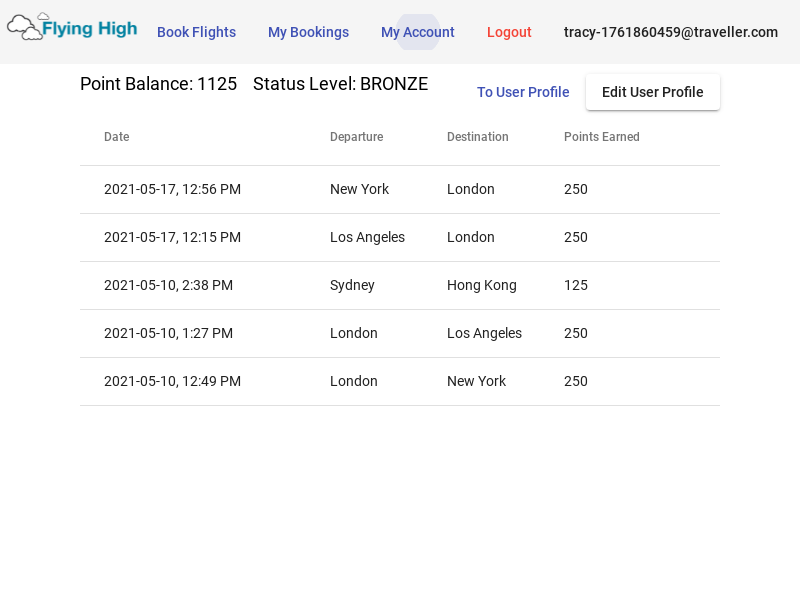 Flying High Book Flights My Bookings My Account Logout tracy-1761860459@traveller.com
Point Balance: 1125 Status Level: BRONZE To User Profile Edit User Profile
Date Departure Destination Points Earned
2021-05-17, 12:56 PM New York London 250
2021-05-17, 12:15 PM Los Angeles London 250
2021-05-10, 2:38 PM Sydney Hong Kong 125
2021-05-10, 1:27 PM London Los Angeles 250
2021-05-10, 12:49 PM London New York 250